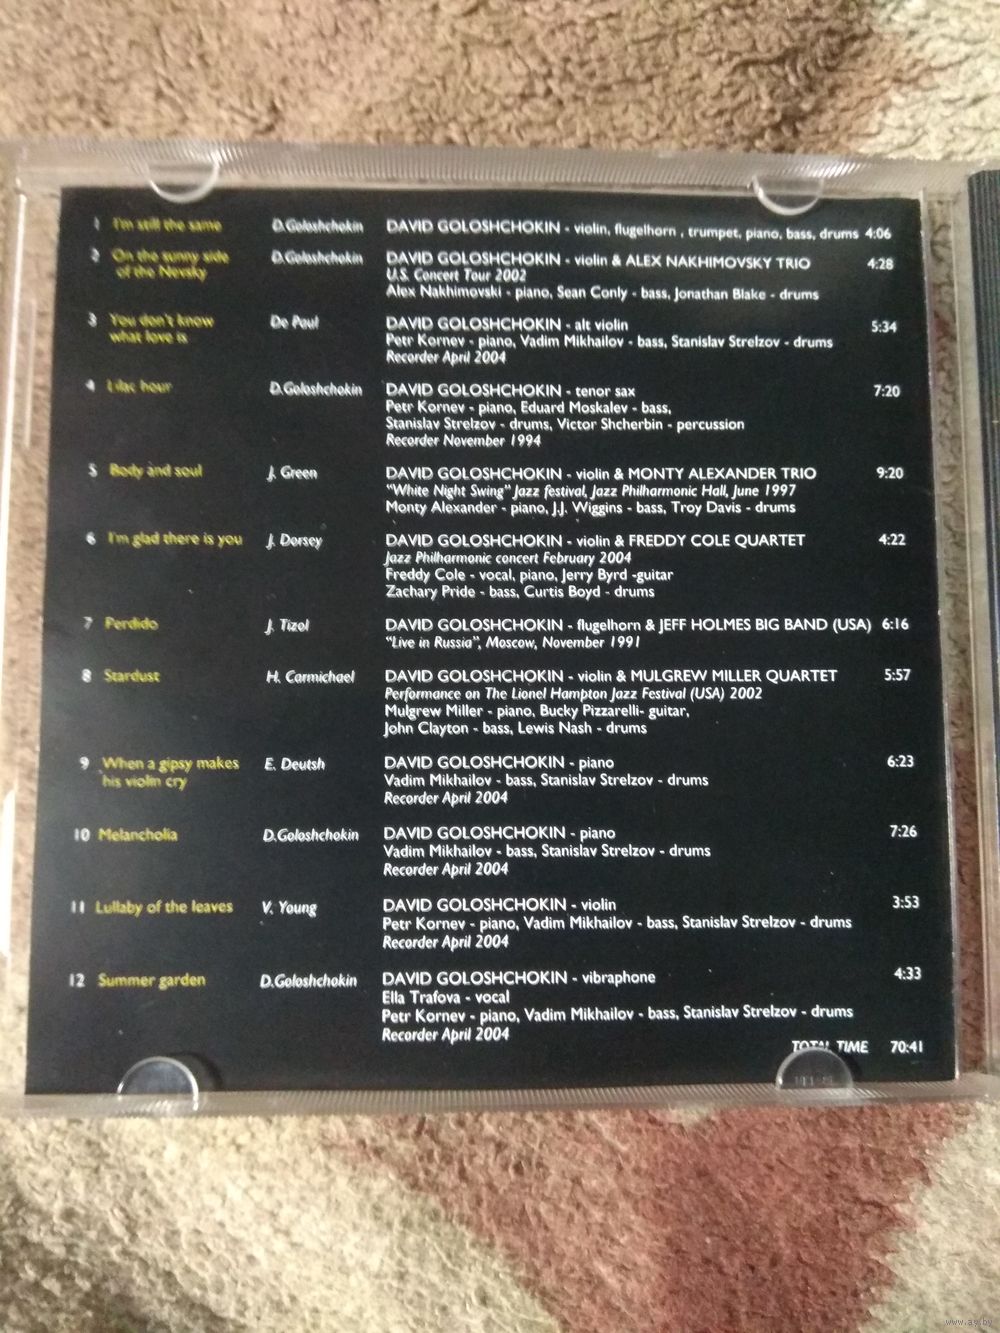 1 I'm still the same D.Goloshchokin DAVID GOLOSHCHOKIN - violin, flugelhorn , trumpet, piano, bass, drums 4:06
2 On the sunny side D.Goloshchokin DAVID GOLOSHCHOKIN - violin & ALEX NAKHIMOVSKY TRIO 4:28
of the Nevsky U.S. Concert Tour 2002
Alex Nakhimovski - piano, Sean Conly - bass, Jonathan Blake - drums
3 You don't know De Paul DAVID GOLOSHCHOKIN - alt violin 5:34
what love is Petr Kornev - piano, Vadim Mikhailov - bass, Stanislav Strelzov - drums
Recorder April 2004
4 Lilac hour D.Goloshchokin DAVID GOLOSHCHOKIN - tenor sax 7:20
Petr Kornev - piano, Eduard Moskalev - bass,
Stanislav Strelzov - drums, Victor Shcherbin - percussion
Recorder November 1994
5 Body and soul J. Green DAVID GOLOSHCHOKIN - violin & MONTY ALEXANDER TRIO 9:20
"White Night Swing" Jazz festival, Jazz Philharmonic Hall, June 1997
Monty Alexander - piano, J.J. Wiggins - bass, Troy Davis - drums
6 I'm glad there is you J. Dorsey DAVID GOLOSHCHOKIN - violin & FREDDY COLE QUARTET 4:22
Jazz Philharmonic concert February 2004
Freddy Cole - vocal, piano, Jerry Byrd -guitar
Zachary Pride - bass, Curtis Boyd - drums
7 Perdido J. Tizol DAVID GOLOSHCHOKIN - flugelhorn & JEFF HOLMES BIG BAND (USA) 6:16
"Live in Russia", Moscow, November 1991
8 Stardust H. Carmichael DAVID GOLOSHCHOKIN - violin & MULGREW MILLER QUARTET 5:57
Performance on The Lionel Hampton Jazz Festival (USA) 2002
Mulgrew Miller - piano, Bucky Pizzarelli- guitar,
John Clayton - bass, Lewis Nash - drums
9 When a gipsy makes E. Deutsh DAVID GOLOSHCHOKIN - piano 6:23
his violin cry Vadim Mikhailov - bass, Stanislav Strelzov - drums
Recorder April 2004
10 Melancholia D.Goloshchokin DAVID GOLOSHCHOKIN - piano 7:26
Vadim Mikhailov - bass, Stanislav Strelzov - drums
Recorder April 2004
11 Lullaby of the leaves V. Young DAVID GOLOSHCHOKIN - violin 3:53
Petr Kornev - piano, Vadim Mikhailov - bass, Stanislav Strelzov - drums
Recorder April 2004
12 Summer garden D.Goloshchokin DAVID GOLOSHCHOKIN - vibraphone 4:33
Ella Trafova - vocal
Petr Kornev - piano, Vadim Mikhailov - bass, Stanislav Strelzov - drums
Recorder April 2004
TOTAL TIME 70:41
www.ay.by